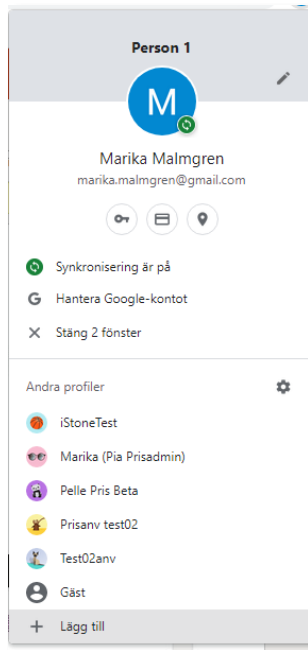 Person 1
M
Marika Malmgren
marika.malmgren@gmail.com
Synkronisering är på
G Hantera Google-kontot
Stäng 2 fönster
Andra profiler
iStoneTest
Marika (Pia Prisadmin)
Pelle Pris Beta
Prisanv test02
Test02anv
Gäst
Lägg till